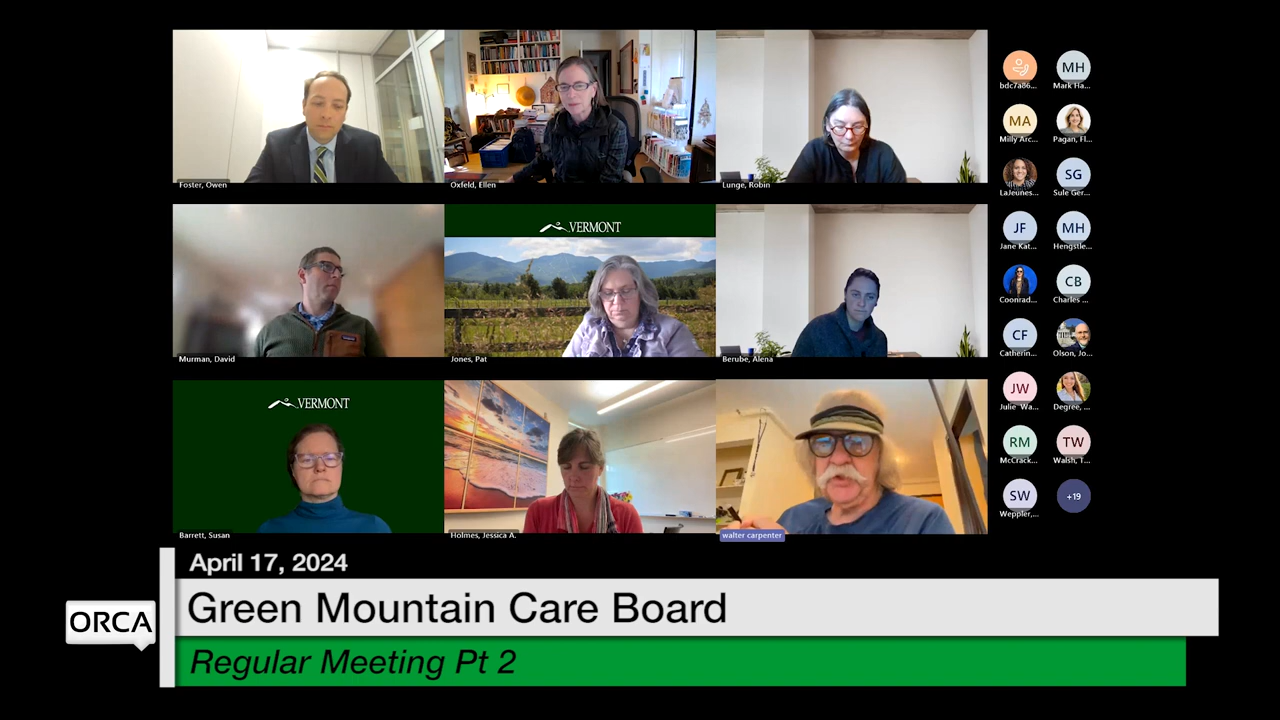 Foster, Owen
Oxfeld, Ellen
Lunge, Robin
VERMONT
Murman, David
Jones, Pat
Berube, Alena
VERMONT
Barrett, Susan
Holmes, Jessica A.
walter carpenter
bdc7a86...
MH
Mark Ha...
MA
Milly Arc...
Pagan, Fl...
LaJeunes...
SG
Sule Ger...
JF
Jane Kat...
MH
Hengstle...
Coonrad...
CB
Charles ...
CF
Catherin...
Olson, Jo...
JW
Julie "Wa...
Degree, ...
RM
McCrack...
TW
Walsh, T...
SW
Weppler,...
+19
April 17, 2024
ORCA
Green Mountain Care Board
Regular Meeting Pt 2